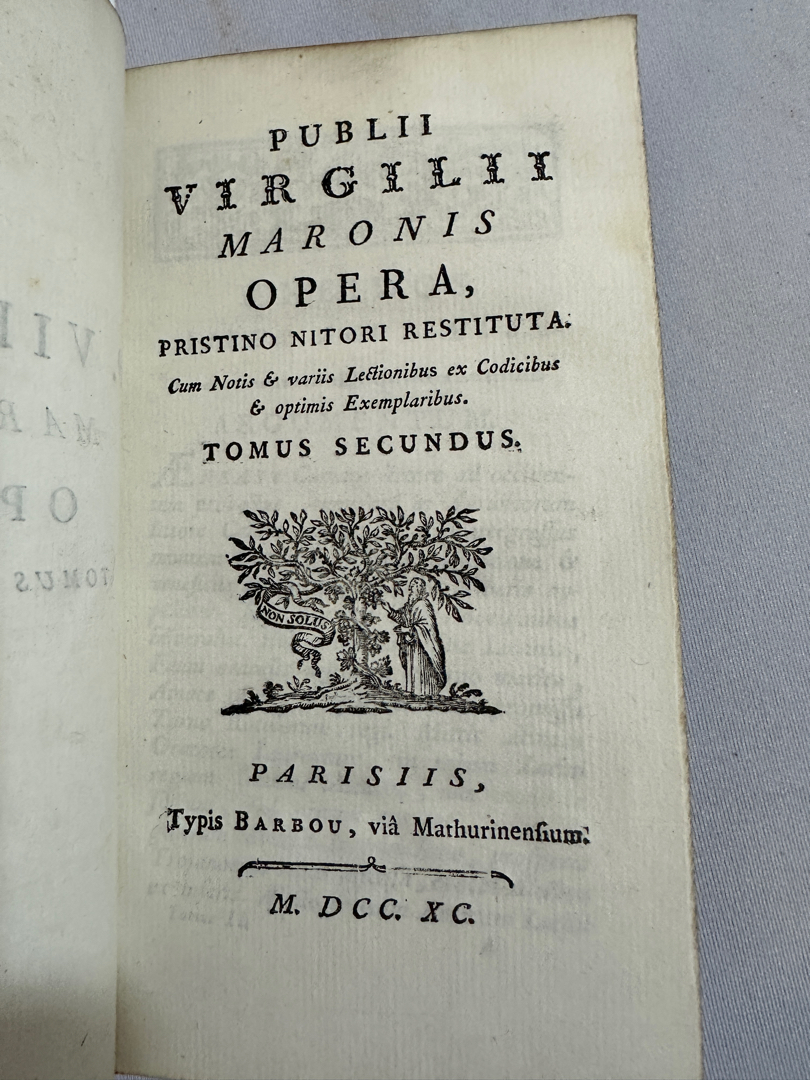 PUBLII
VIRGILII
MARONIS
OPERA,
PRISTINO NITORI RESTITUTA.
Cum Notis & variis Lectionibus ex Codicibus
& optimis Exemplaribus.
TOMUS SECUNDUS.
NON SOLUS
PARISIIS,
Typis BARBOU, viâ Mathurinenſium.
M. DCC. XC.